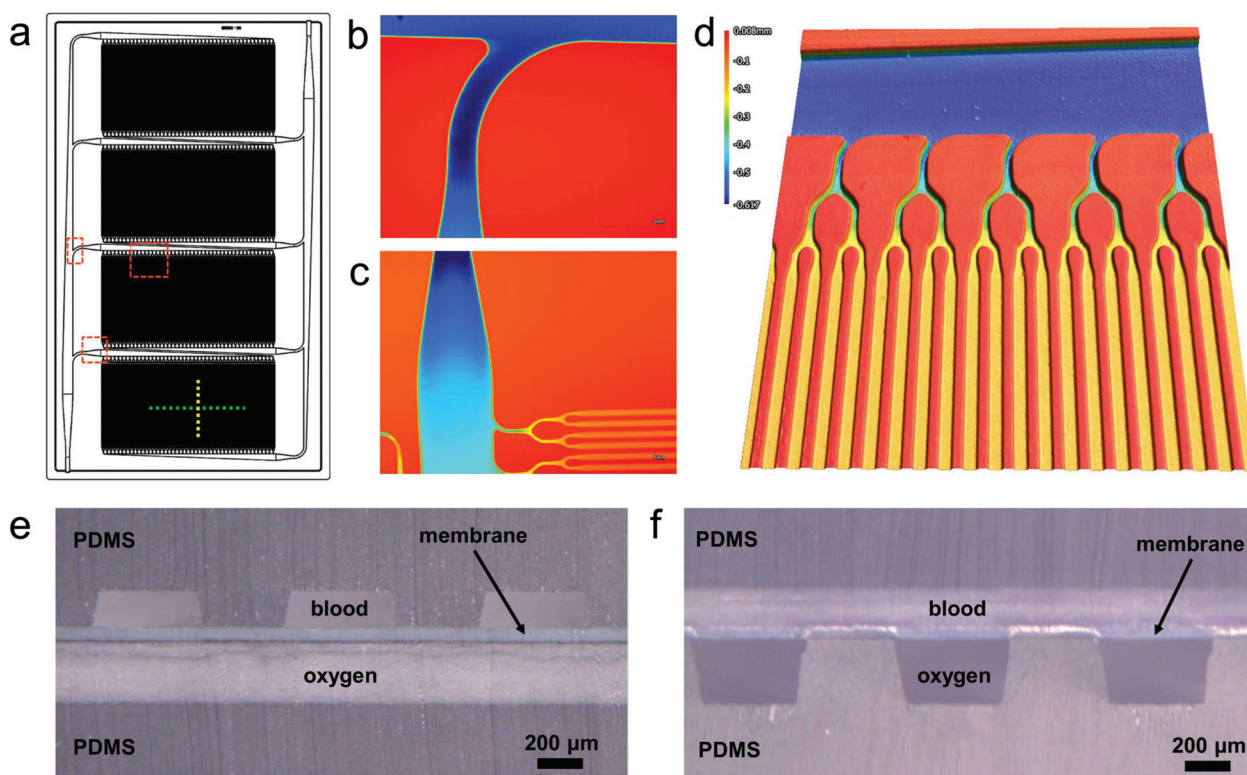 a
b
c
d
0.008mm
-0.1
-0.2
-0.3
-0.4
-0.5
-0.617
e
PDMS
membrane
blood
oxygen
PDMS
200 µm
f
PDMS
membrane
blood
oxygen
PDMS
200 µm